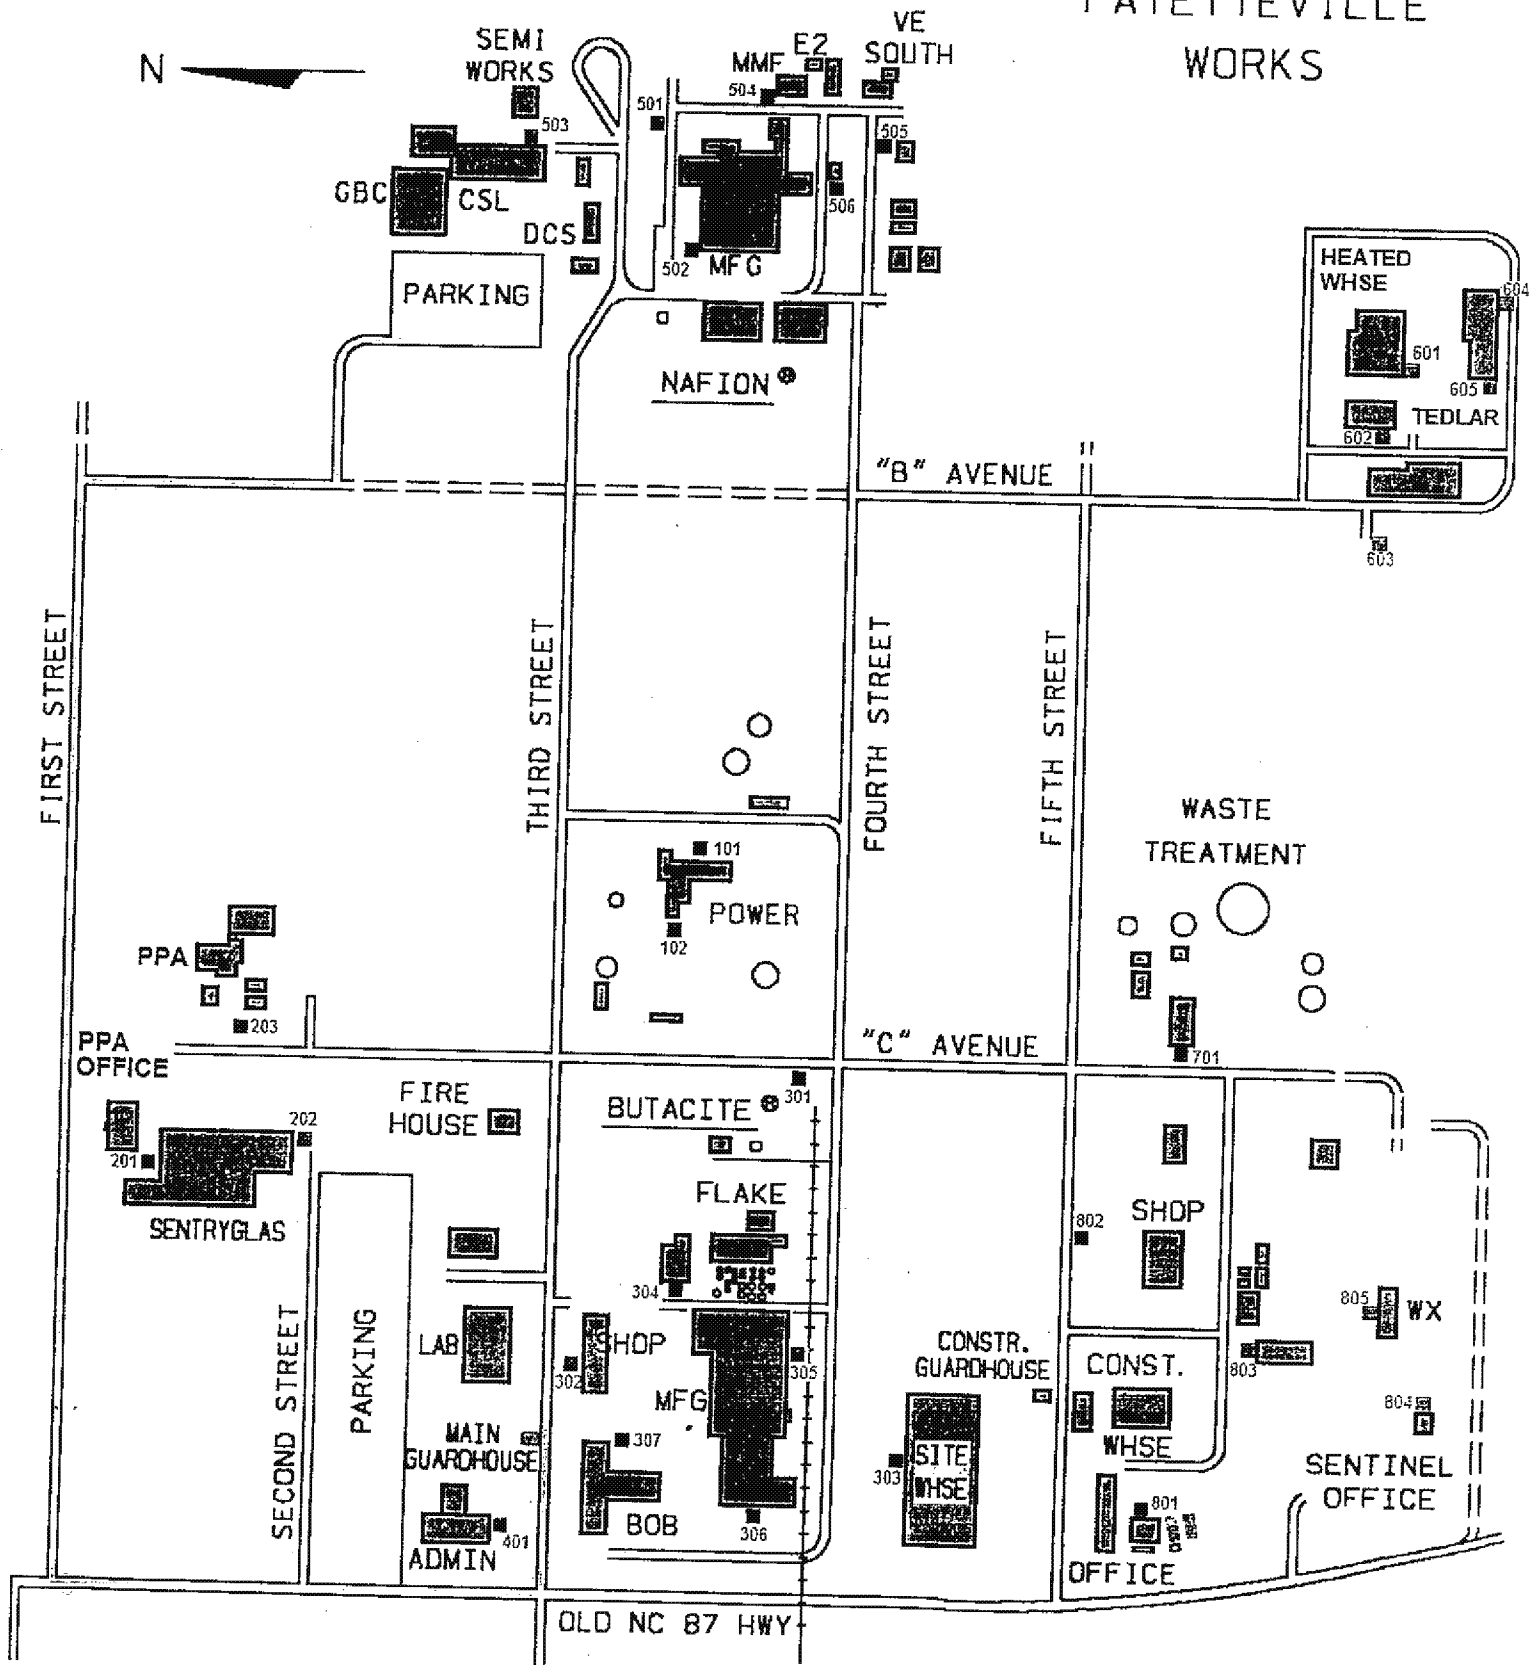 FAYETTEVILLE
WORKS
N
SEMI
WORKS
503
GBC
CSL
DCS
PARKING
501
MMF
504
E2
VE
SOUTH
505
506
502
MFG
NAFION
HEATED
WHSE
604
601
605
602
TEDLAR
603
"B" AVENUE
FIRST STREET
THIRD STREET
FOURTH STREET
FIFTH STREET
WASTE
TREATMENT
101
POWER
102
PPA
203
PPA
OFFICE
"C" AVENUE
701
FIRE
HOUSE
BUTACITE
301
202
201
SENTRYGLAS
FLAKE
304
802
SHOP
805
WX
SECOND STREET
PARKING
LAB
SHOP
302
305
MFG
CONSTR.
GUARDHOUSE
CONST.
803
804
MAIN
GUARDHOUSE
307
WHSE
303
SITE
WHSE
SENTINEL
OFFICE
401
ADMIN
BOB
306
801
OFFICE
OLD NC 87 HWY